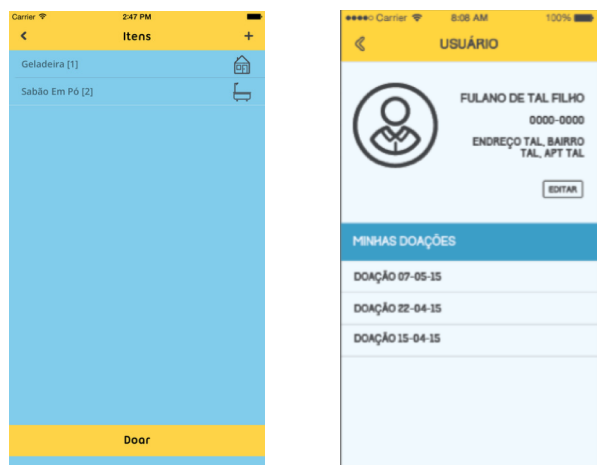 Carrier 2:47 PM
Itens +
Geladeira [1]
Sabão Em Pó [2]
Doar
Carrier 8:08 AM 100%
USUÁRIO
FULANO DE TAL FILHO
0000-0000
ENDREÇO TAL, BAIRRO
TAL, APT TAL
EDITAR
MINHAS DOAÇÕES
DOAÇÃO 07-05-15
DOAÇÃO 22-04-15
DOAÇÃO 15-04-15